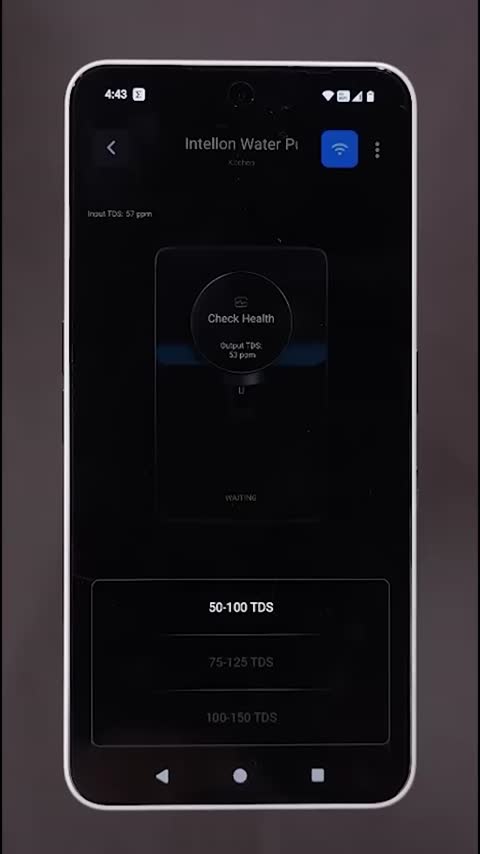 4:43
Intellon Water Pu
Kitchen
Input TDS: 57 ppm
Check Health
Output TDS:
53 ppm
WAITING
50-100 TDS
75-125 TDS
100-150 TDS